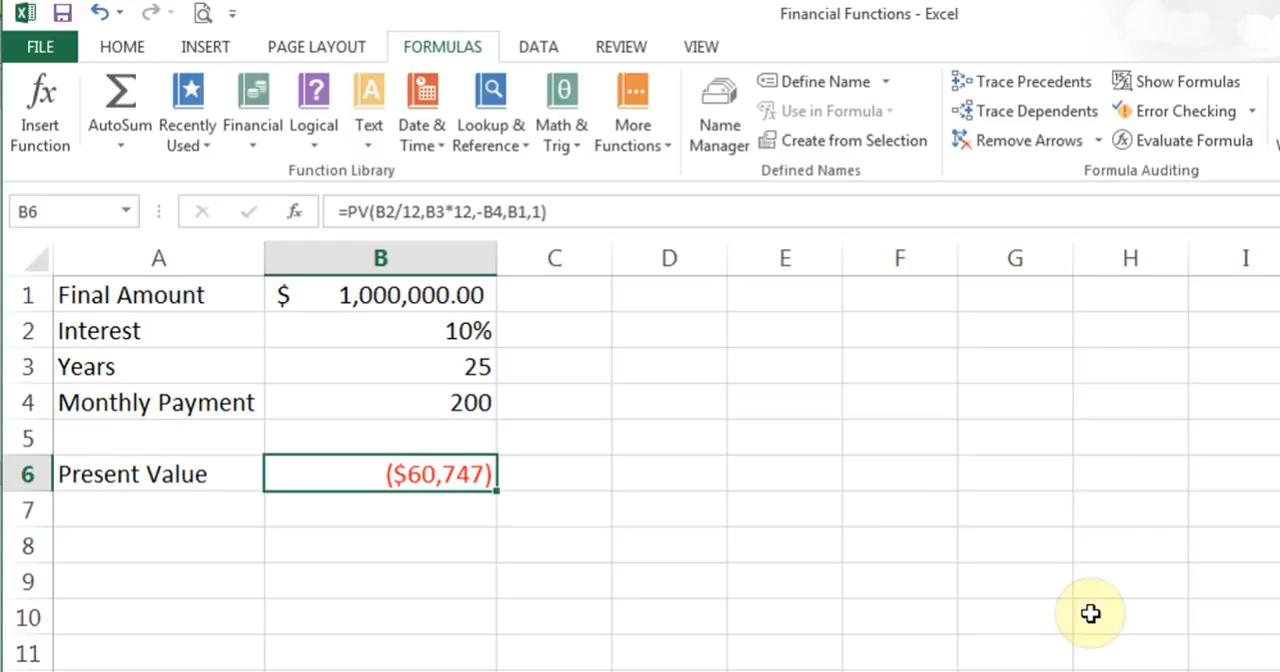 Financial Functions - Excel
FILE HOME INSERT PAGE LAYOUT FORMULAS DATA REVIEW VIEW
Insert Function
AutoSum
Recently Used
Financial
Logical
Text
Date & Time
Lookup & Reference
Math & Trig
More Functions
Function Library
Name Manager
Define Name
Use in Formula
Create from Selection
Defined Names
Trace Precedents
Trace Dependents
Remove Arrows
Show Formulas
Error Checking
Evaluate Formula
Formula Auditing
B6 fx =PV(B2/12,B3*12,-B4,B1,1)
A B C D E F G H I
1 Final Amount $ 1,000,000.00
2 Interest 10%
3 Years 25
4 Monthly Payment 200
5
6 Present Value ($60,747)
7
8
9
10
11